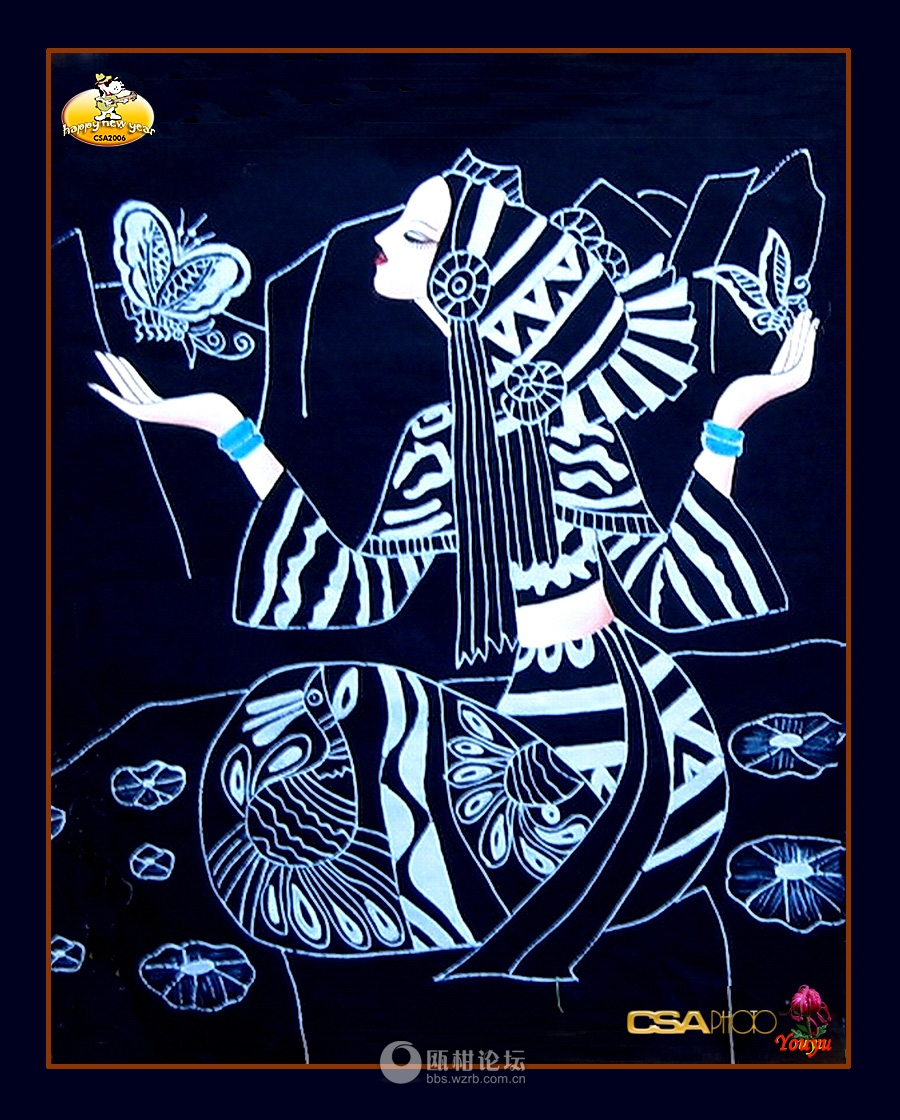 happy new year
CSA2006
CSAPHOTO
Youyu
瓯柑论坛
bbs.wzrb.com.cn